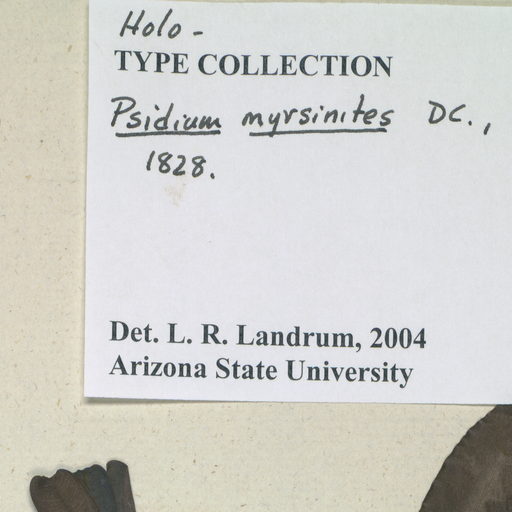 Holo-
TYPE COLLECTION
Psidium myrsinites DC.,
1828.
Det. L. R. Landrum, 2004
Arizona State University